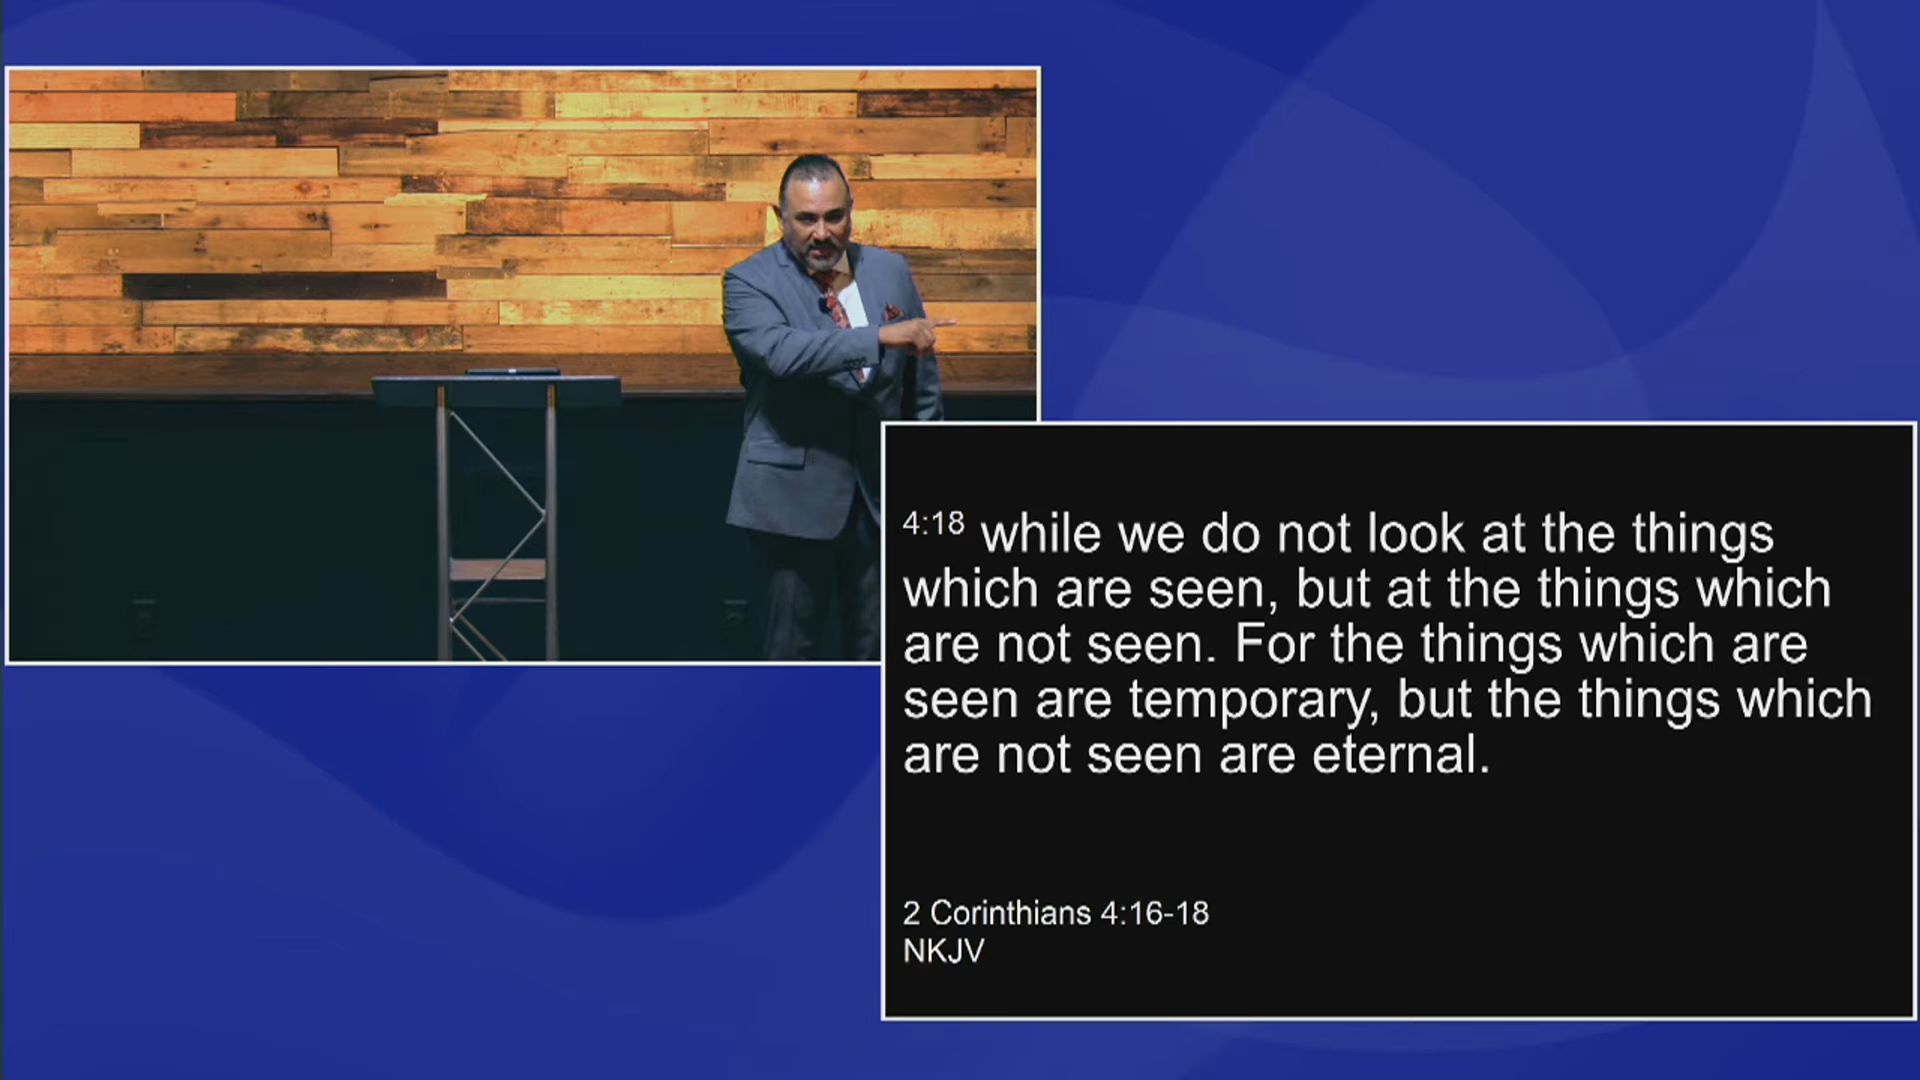 4:18 while we do not look at the things
which are seen, but at the things which
are not seen. For the things which are
seen are temporary, but the things which
are not seen are eternal.
2 Corinthians 4:16-18
NKJV